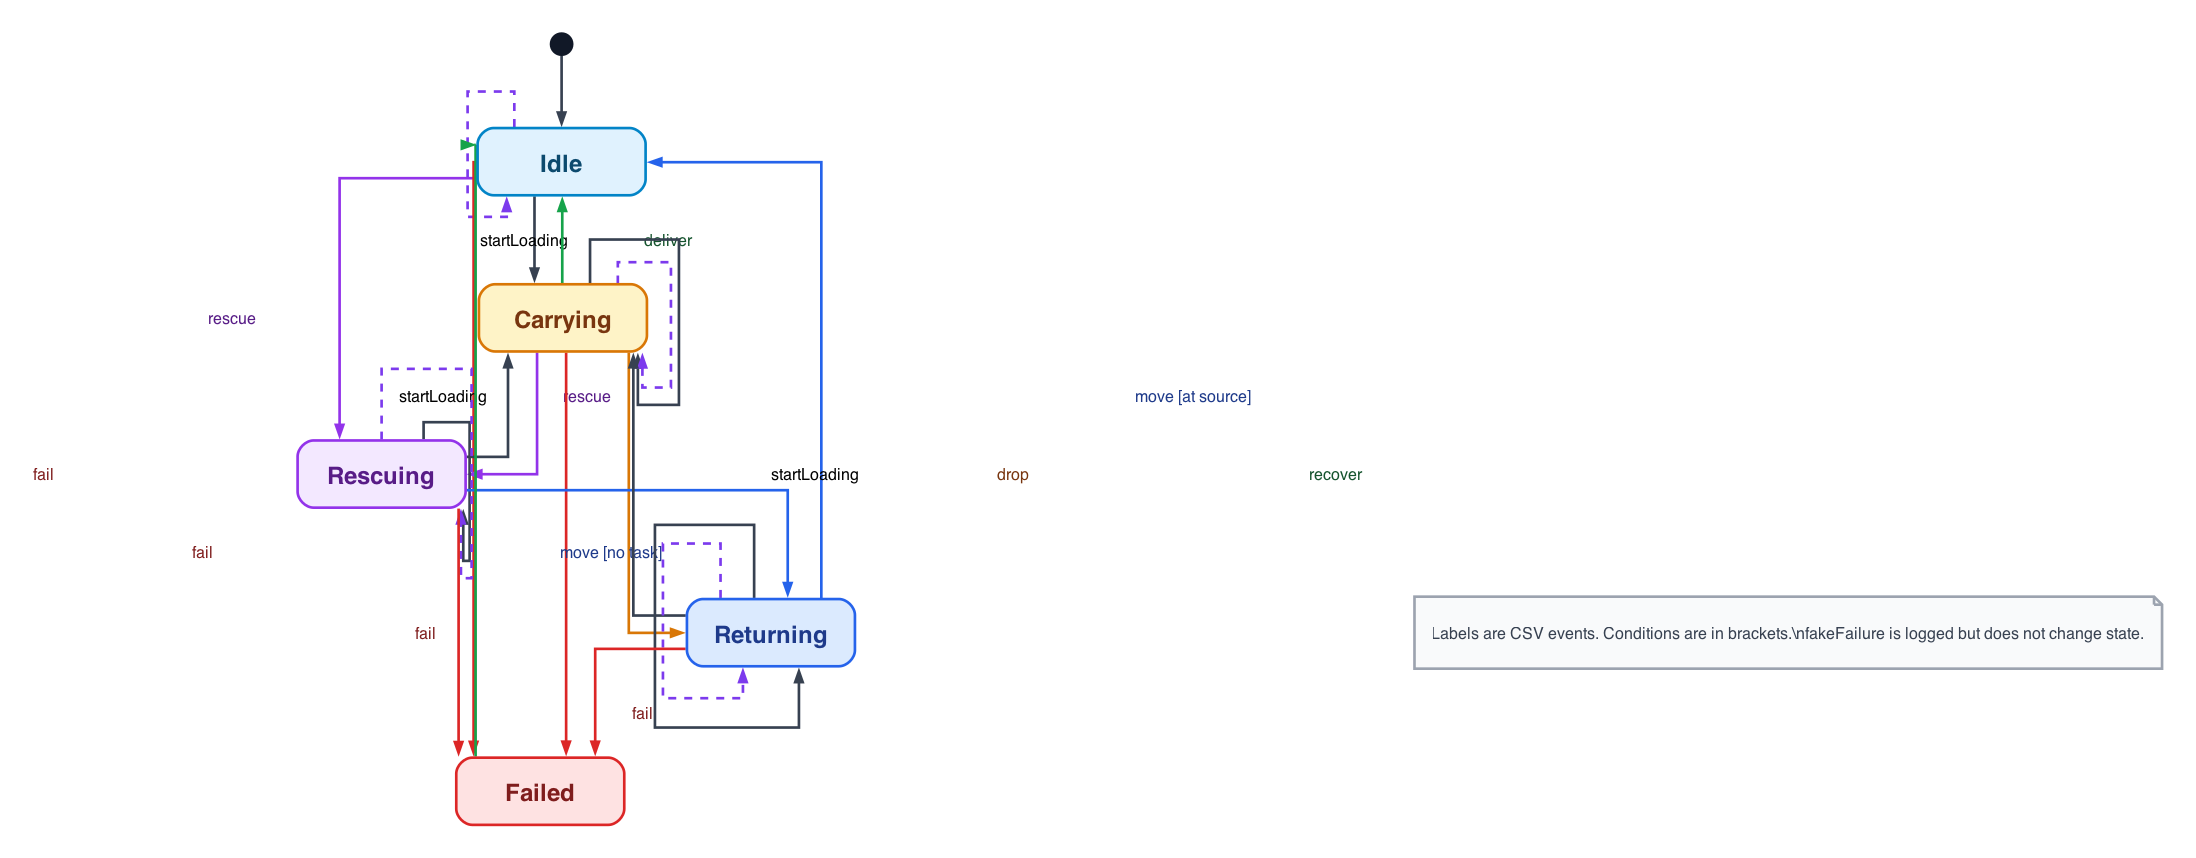 Idle
startLoading
deliver
Carrying
rescue
startLoading
rescue
move [at source]
Rescuing
fail
startLoading
drop
recover
fail
move [no task]
fail
Returning
Labels are CSV events. Conditions are in brackets.\nfakeFailure is logged but does not change state.
fail
Failed